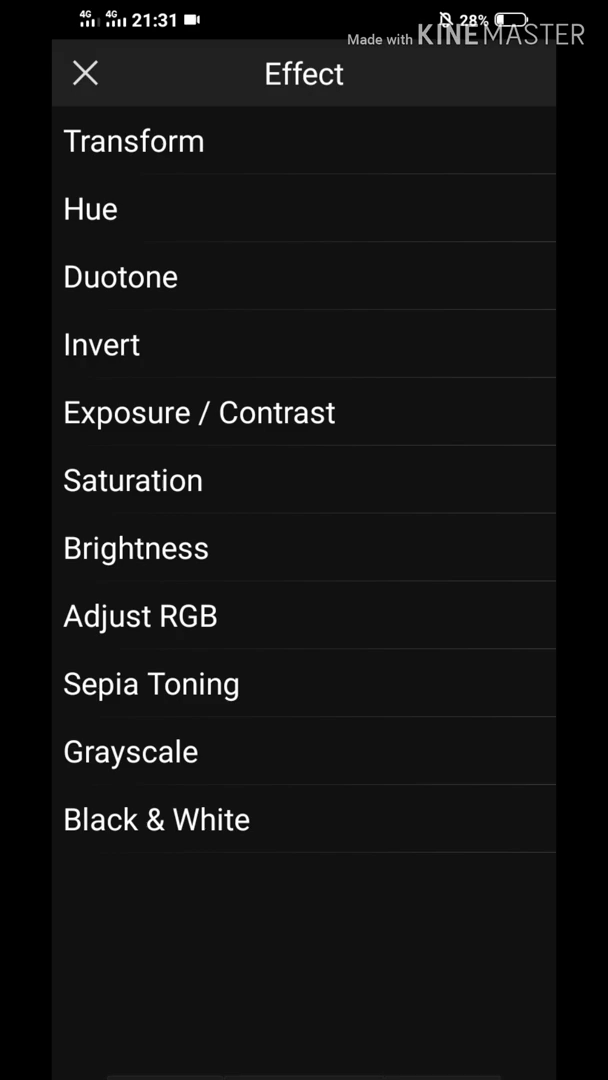 4G 4G 21:31 28%
Made with KINEMASTER
Effect
Transform
Hue
Duotone
Invert
Exposure / Contrast
Saturation
Brightness
Adjust RGB
Sepia Toning
Grayscale
Black & White